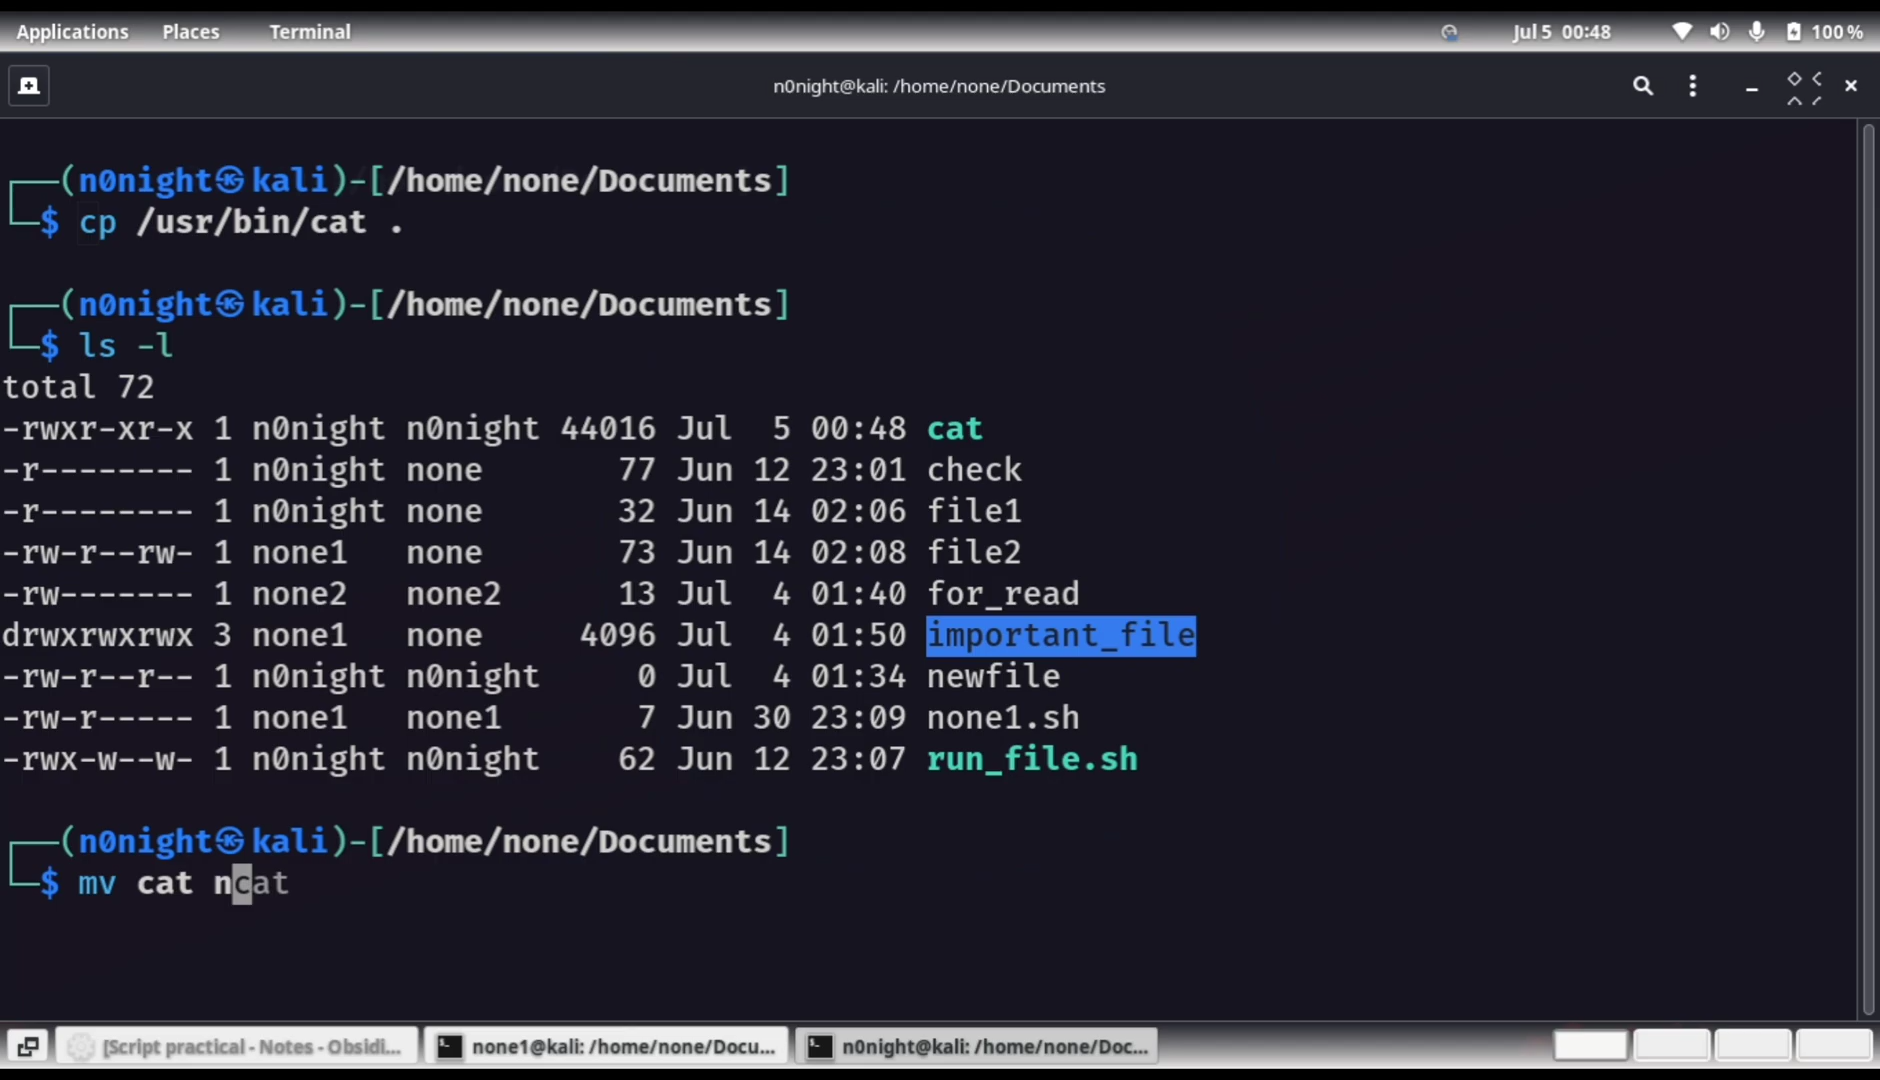 Applications Places Terminal Jul 5 00:48 100 %
n0night@kali: /home/none/Documents
┌──(n0night㉿kali)-[/home/none/Documents]
└─$ cp /usr/bin/cat .
┌──(n0night㉿kali)-[/home/none/Documents]
└─$ ls -l
total 72
-rwxr-xr-x 1 n0night n0night 44016 Jul  5 00:48 cat
-r-------- 1 n0night none       77 Jun 12 23:01 check
-r-------- 1 n0night none       32 Jun 14 02:06 file1
-rw-r--rw- 1 none1   none       73 Jun 14 02:08 file2
-rw------- 1 none2   none2      13 Jul  4 01:40 for_read
drwxrwxrwx 3 none1   none     4096 Jul  4 01:50 important_file
-rw-r--r-- 1 n0night n0night     0 Jul  4 01:34 newfile
-rw-r----- 1 none1   none1       7 Jun 30 23:09 none1.sh
-rwx-w--w- 1 n0night n0night    62 Jun 12 23:07 run_file.sh
┌──(n0night㉿kali)-[/home/none/Documents]
└─$ mv cat ncat
[Script practical - Notes - Obsidi... none1@kali: /home/none/Docu... n0night@kali: /home/none/Doc...